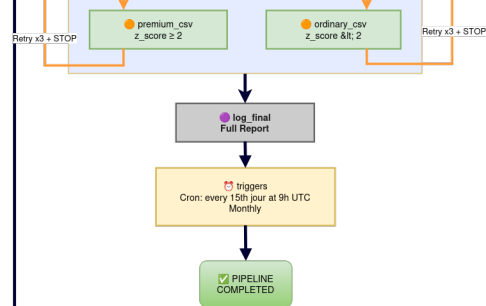 🟠 premium_csv
z_score ≥ 2
🟠 ordinary_csv
z_score &lt; 2
Retry x3 + STOP
Retry x3 + STOP
🟣 log_final
Full Report
⏰ triggers
Cron: every 15th jour at 9h UTC
Monthly
✅ PIPELINE
COMPLETED